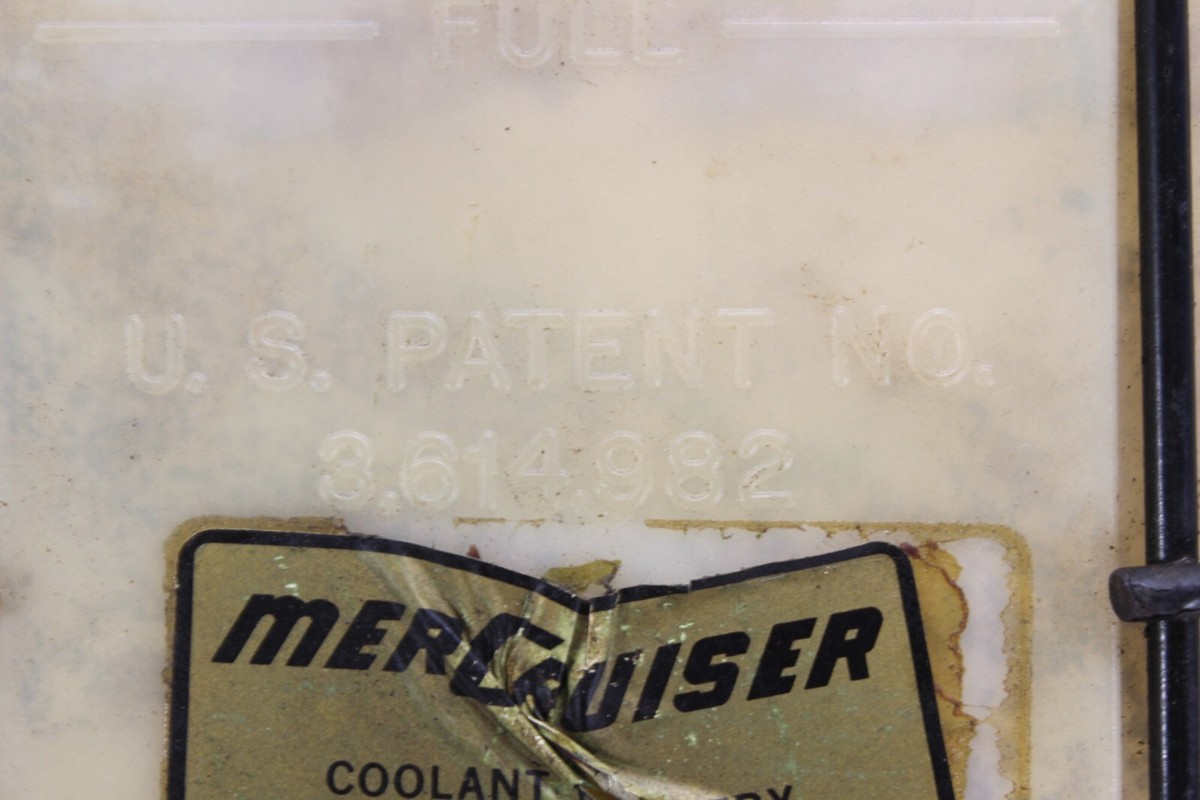 FULL
U. S. PATENT NO.
3.614.982
MERCRUISER
COOLANT